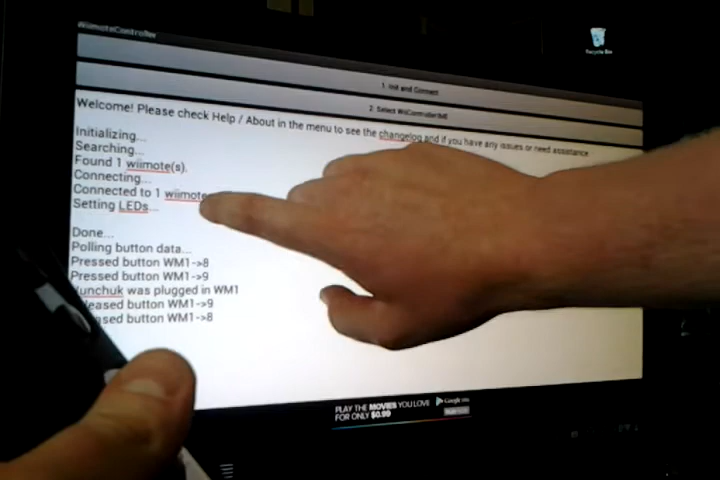 WiimoteController
Recycle Bin
1. Init and Connect
2. Select WiiControllerIME
Welcome! Please check Help / About in the menu to see the changelog and if you have any issues or need assistance
Initializing...
Searching...
Found 1 wiimote(s).
Connecting...
Connected to 1 wiimote
Setting LEDs...
Done...
Polling button data...
Pressed button WM1->8
Pressed button WM1->9
unchuk was plugged in WM1
eased button WM1->9
ased button WM1->8
PLAY THE MOVIES YOU LOVE
FOR ONLY $0.99
Google